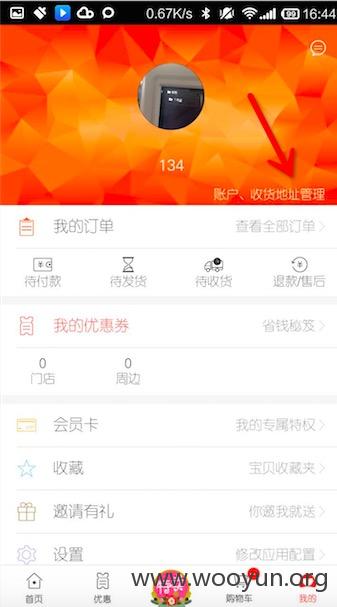 0.67K/s 99 16:44
134
账户、收货地址管理
我的订单 查看全部订单
待付款 待发货 待收货 退款/售后
我的优惠券 省钱秘笈
0 0
门店 周边
会员卡 我的专属特权
收藏 宝贝收藏夹
邀请有礼 你邀我就送
设置 修改应用配置
www.wooyun.org
首页 优惠 购物车 我的